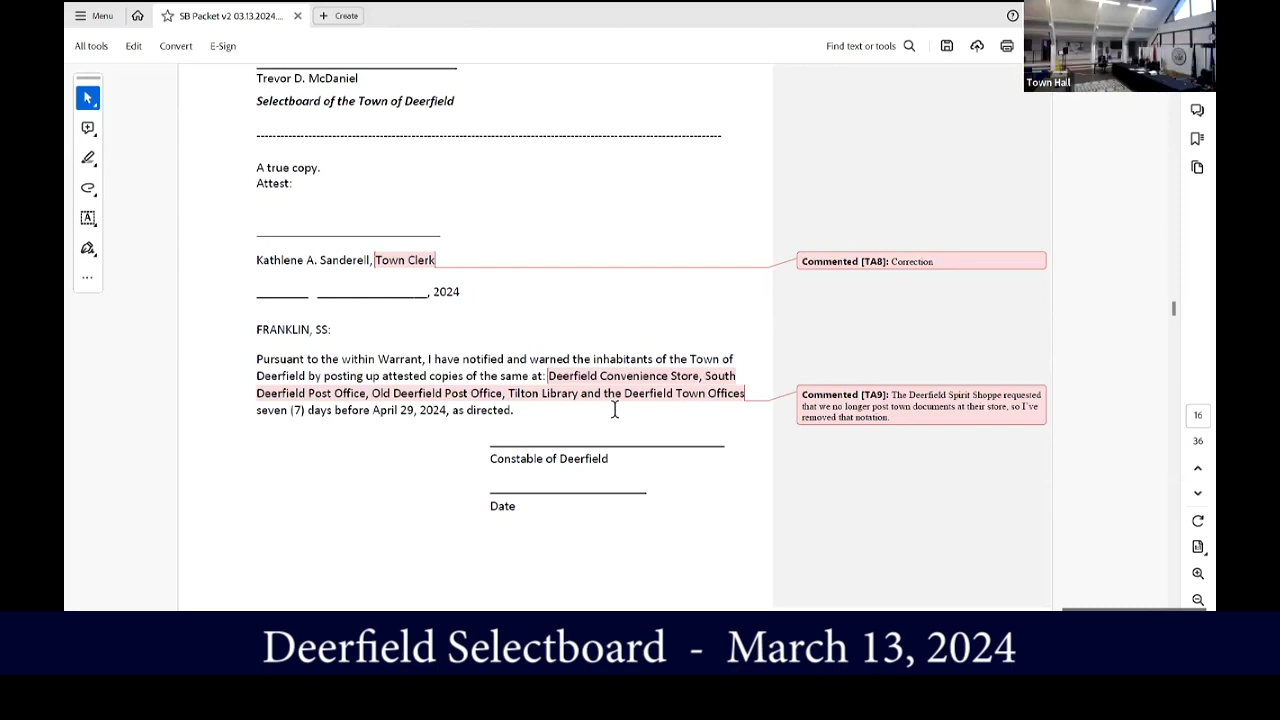 Menu
SB Packet v2 03.13.2024...
Create
All tools
Edit
Convert
E-Sign
Find text or tools
Town Hall
Trevor D. McDaniel
Selectboard of the Town of Deerfield
A true copy.
Attest:
Kathlene A. Sanderell, Town Clerk
Commented [TA8]: Correction
, 2024
FRANKLIN, SS:
Pursuant to the within Warrant, I have notified and warned the inhabitants of the Town of
Deerfield by posting up attested copies of the same at: Deerfield Convenience Store, South
Deerfield Post Office, Old Deerfield Post Office, Tilton Library and the Deerfield Town Offices
seven (7) days before April 29, 2024, as directed.
Commented [TA9]: The Deerfield Spirit Shoppe requested
that we no longer post town documents at their store, so I've
removed that notation.
Constable of Deerfield
Date
16
36
Deerfield Selectboard - March 13, 2024